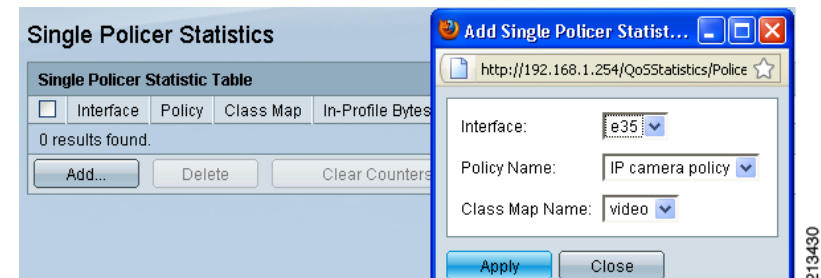 Single Policer Statistics
Single Policer Statistic Table
Interface Policy Class Map In-Profile Bytes
0 results found.
Add... Delete Clear Counters
Add Single Policer Statist...
http://192.168.1.254/QoSStatistics/Police
Interface: e35
Policy Name: IP camera policy
Class Map Name: video
Apply Close
213430